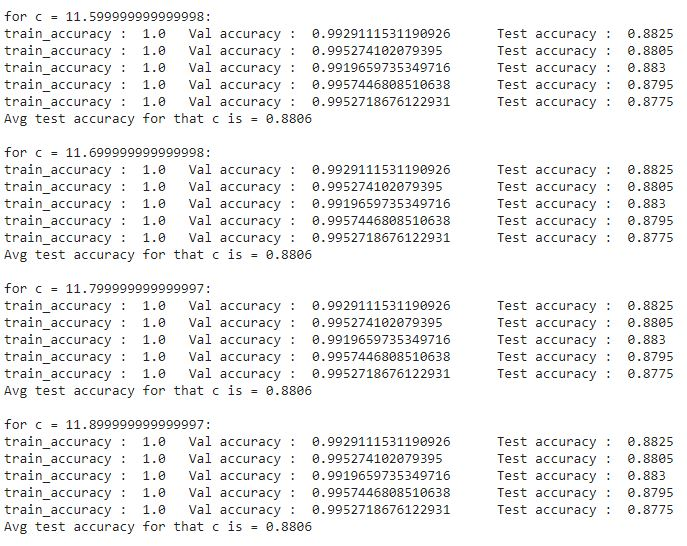 for c = 11.599999999999998:
train_accuracy : 1.0 Val accuracy : 0.9929111531190926 Test accuracy : 0.8825
train_accuracy : 1.0 Val accuracy : 0.995274102079395 Test accuracy : 0.8805
train_accuracy : 1.0 Val accuracy : 0.9919659735349716 Test accuracy : 0.883
train_accuracy : 1.0 Val accuracy : 0.9957446808510638 Test accuracy : 0.8795
train_accuracy : 1.0 Val accuracy : 0.9952718676122931 Test accuracy : 0.8775
Avg test accuracy for that c is = 0.8806
for c = 11.699999999999998:
train_accuracy : 1.0 Val accuracy : 0.9929111531190926 Test accuracy : 0.8825
train_accuracy : 1.0 Val accuracy : 0.995274102079395 Test accuracy : 0.8805
train_accuracy : 1.0 Val accuracy : 0.9919659735349716 Test accuracy : 0.883
train_accuracy : 1.0 Val accuracy : 0.9957446808510638 Test accuracy : 0.8795
train_accuracy : 1.0 Val accuracy : 0.9952718676122931 Test accuracy : 0.8775
Avg test accuracy for that c is = 0.8806
for c = 11.799999999999997:
train_accuracy : 1.0 Val accuracy : 0.9929111531190926 Test accuracy : 0.8825
train_accuracy : 1.0 Val accuracy : 0.995274102079395 Test accuracy : 0.8805
train_accuracy : 1.0 Val accuracy : 0.9919659735349716 Test accuracy : 0.883
train_accuracy : 1.0 Val accuracy : 0.9957446808510638 Test accuracy : 0.8795
train_accuracy : 1.0 Val accuracy : 0.9952718676122931 Test accuracy : 0.8775
Avg test accuracy for that c is = 0.8806
for c = 11.899999999999997:
train_accuracy : 1.0 Val accuracy : 0.9929111531190926 Test accuracy : 0.8825
train_accuracy : 1.0 Val accuracy : 0.995274102079395 Test accuracy : 0.8805
train_accuracy : 1.0 Val accuracy : 0.9919659735349716 Test accuracy : 0.883
train_accuracy : 1.0 Val accuracy : 0.9957446808510638 Test accuracy : 0.8795
train_accuracy : 1.0 Val accuracy : 0.9952718676122931 Test accuracy : 0.8775
Avg test accuracy for that c is = 0.8806